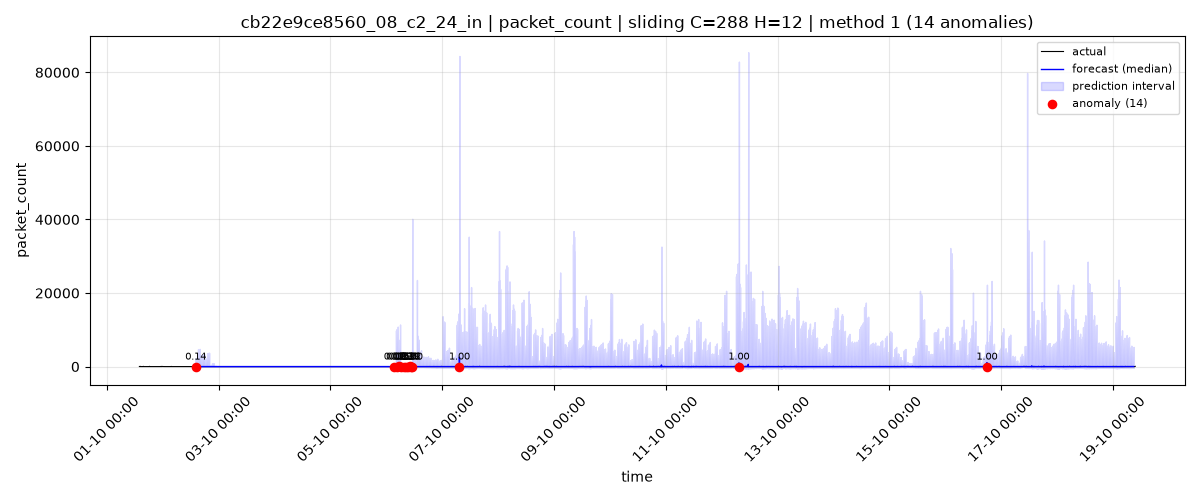 cb22e9ce8560_08_c2_24_in | packet_count | sliding C=288 H=12 | method 1 (14 anomalies)
actual
forecast (median)
prediction interval
anomaly (14)
packet_count
80000
60000
40000
20000
0
0.14
1.00
1.00
1.00
01-10 00:00
03-10 00:00
05-10 00:00
07-10 00:00
09-10 00:00
11-10 00:00
13-10 00:00
15-10 00:00
17-10 00:00
19-10 00:00
time